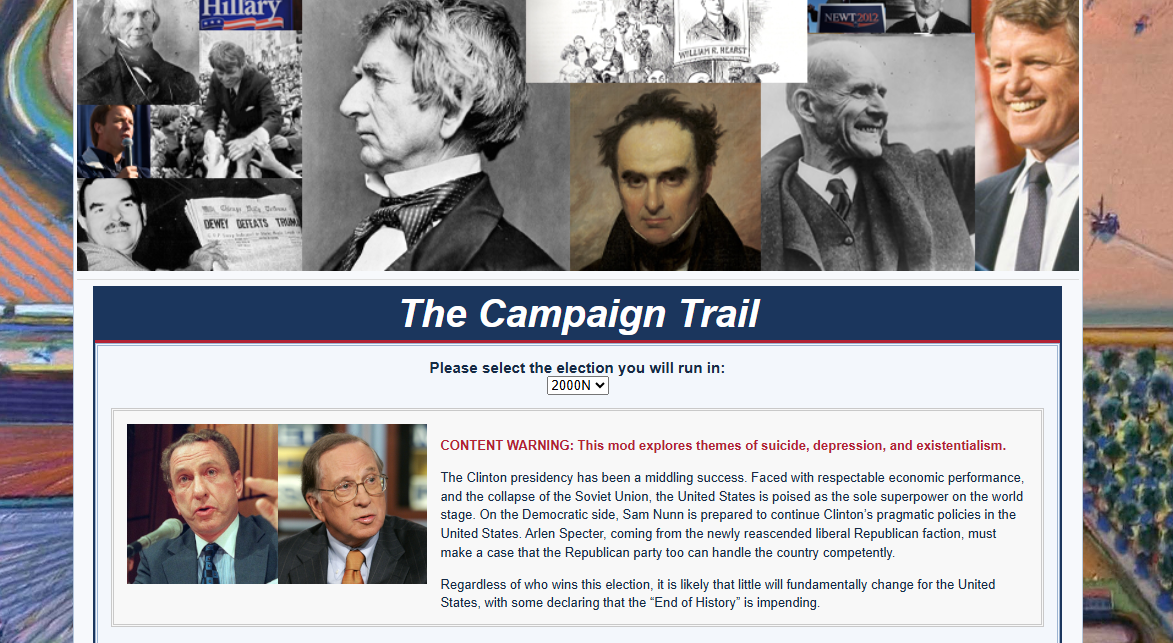 Hillary
WILLIAM R. HEARST
NEWT 2012
DEWEY DEFEATS TRUMA
The Campaign Trail
Please select the election you will run in:
2000N
CONTENT WARNING: This mod explores themes of suicide, depression, and existentialism.
The Clinton presidency has been a middling success. Faced with respectable economic performance,
and the collapse of the Soviet Union, the United States is poised as the sole superpower on the world
stage. On the Democratic side, Sam Nunn is prepared to continue Clinton’s pragmatic policies in the
United States. Arlen Specter, coming from the newly reascended liberal Republican faction, must
make a case that the Republican party too can handle the country competently.
Regardless of who wins this election, it is likely that little will fundamentally change for the United
States, with some declaring that the “End of History” is impending.